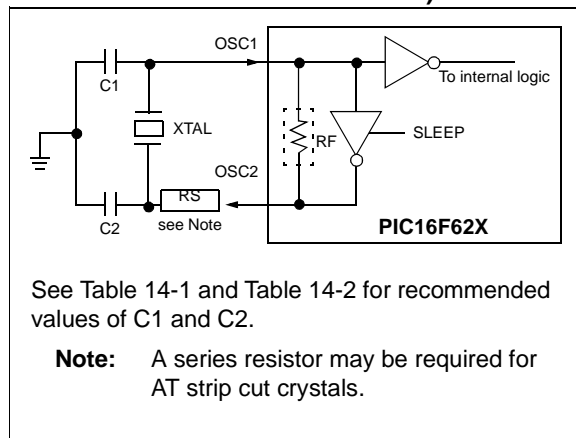 OSC1
C1
To internal logic
XTAL
RF
SLEEP
OSC2
RS
C2
see Note
PIC16F62X
See Table 14-1 and Table 14-2 for recommended
values of C1 and C2.
Note: A series resistor may be required for
AT strip cut crystals.